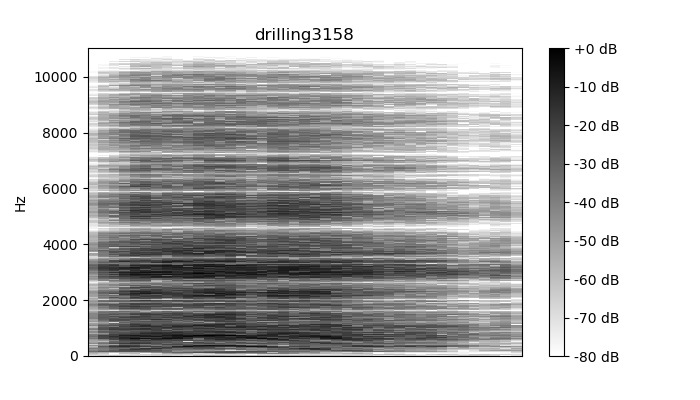 drilling3158
Hz
10000
8000
6000
4000
2000
0
+0 dB
-10 dB
-20 dB
-30 dB
-40 dB
-50 dB
-60 dB
-70 dB
-80 dB